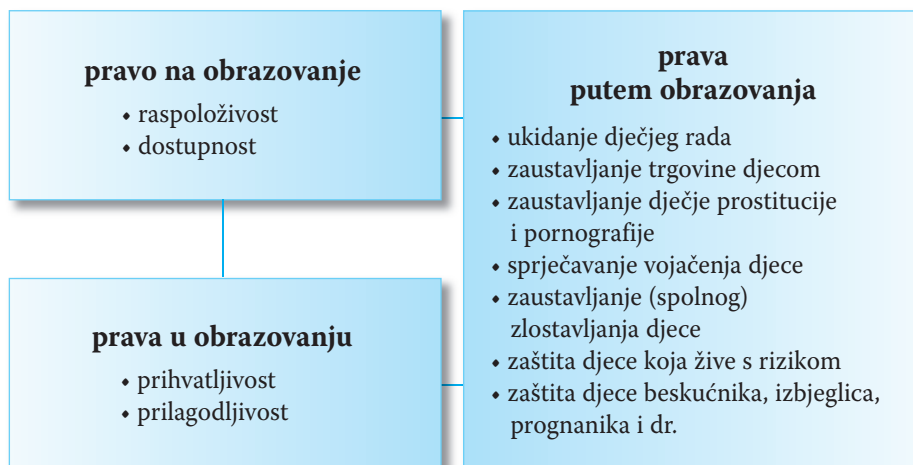 pravo na obrazovanje
• raspoloživost
• dostupnost
prava u obrazovanju
• prihvatljivost
• prilagodljivost
prava
putem obrazovanja
• ukidanje dječjeg rada
• zaustavljanje trgovine djecom
• zaustavljanje dječje prostitucije
i pornografije
• sprječavanje vojačenja djece
• zaustavljanje (spolnog)
zlostavljanja djece
• zaštita djece koja žive s rizikom
• zaštita djece beskućnika, izbjeglica,
prognanika i dr.